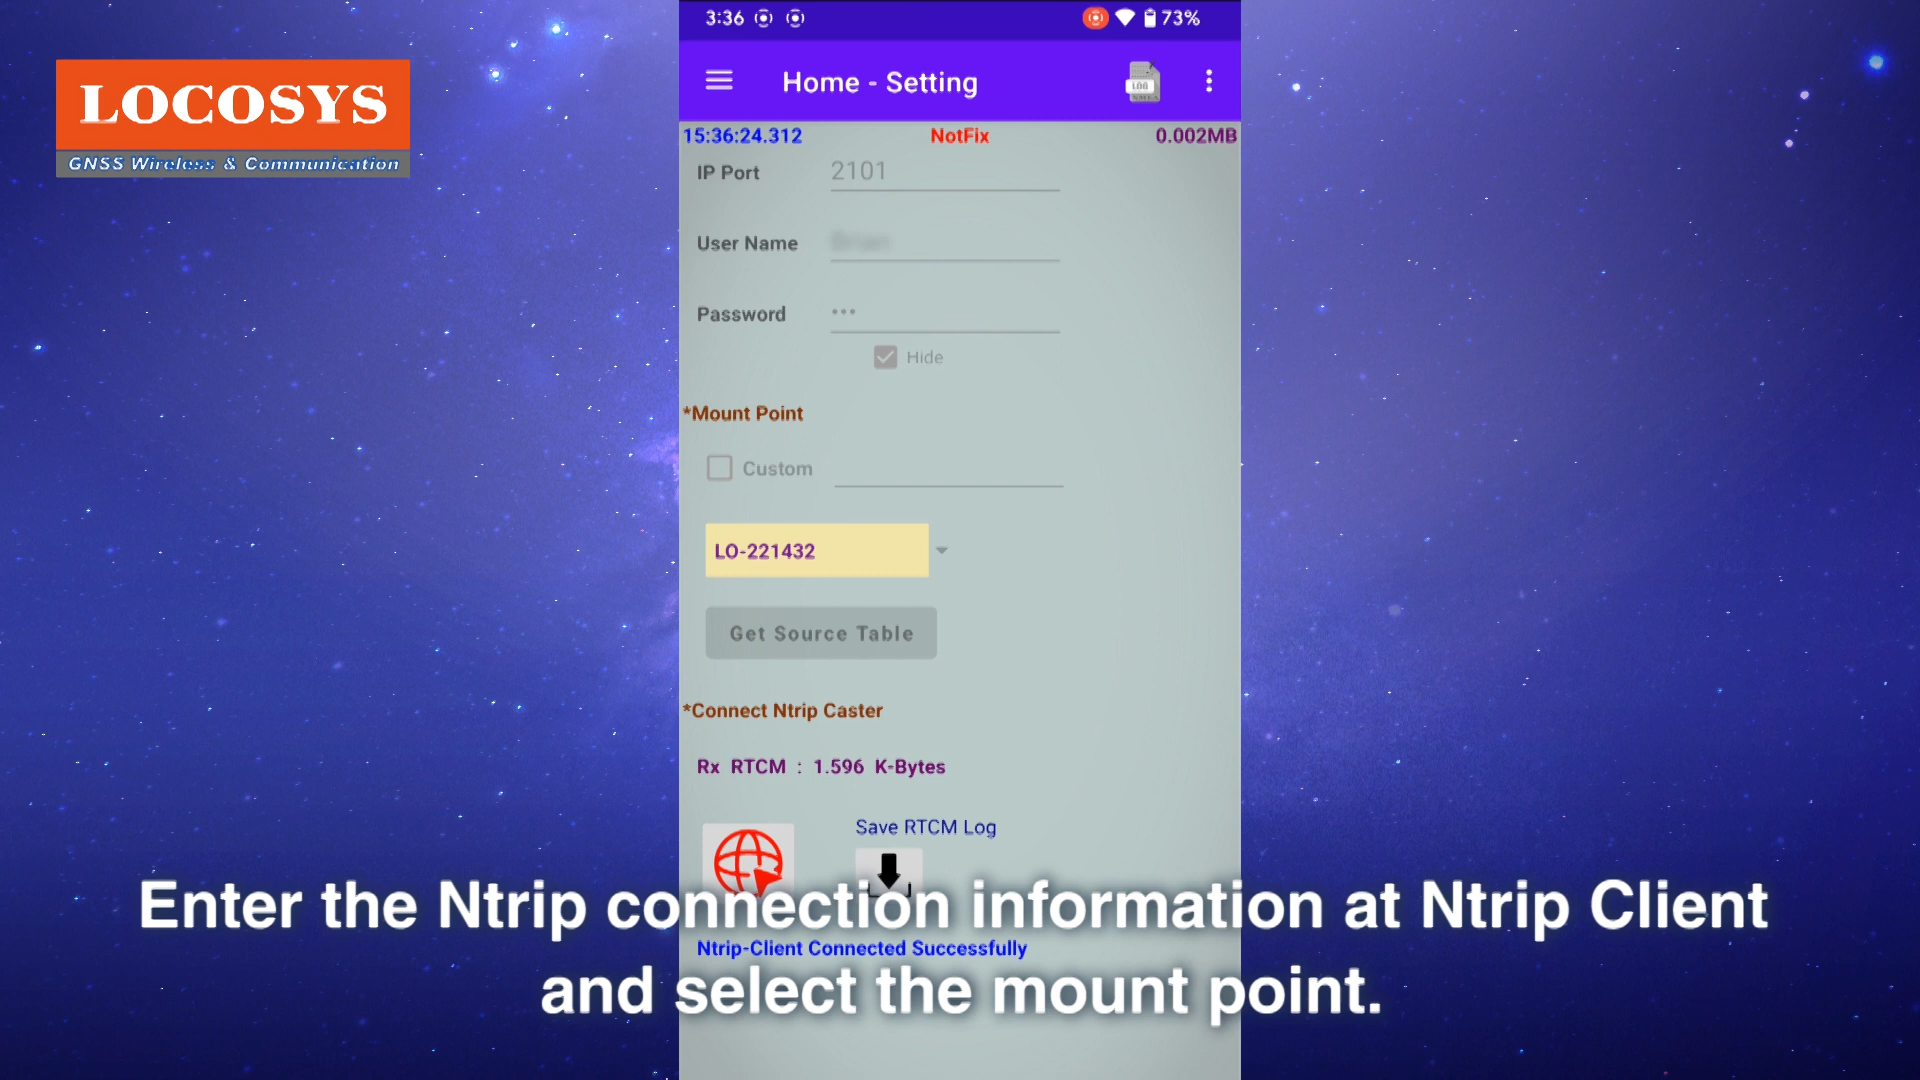 LOCOSYS
GNSS Wireless & Communication
3:36
73%
Home - Setting
LOG
15:36:24.312 NotFix 0.002MB
IP Port 2101
User Name
Password •••
Hide
*Mount Point
Custom
LO-221432
Get Source Table
*Connect Ntrip Caster
Rx RTCM : 1.596 K-Bytes
Save RTCM Log
Enter the Ntrip connection information at Ntrip Client
Ntrip-Client Connected Successfully
and select the mount point.